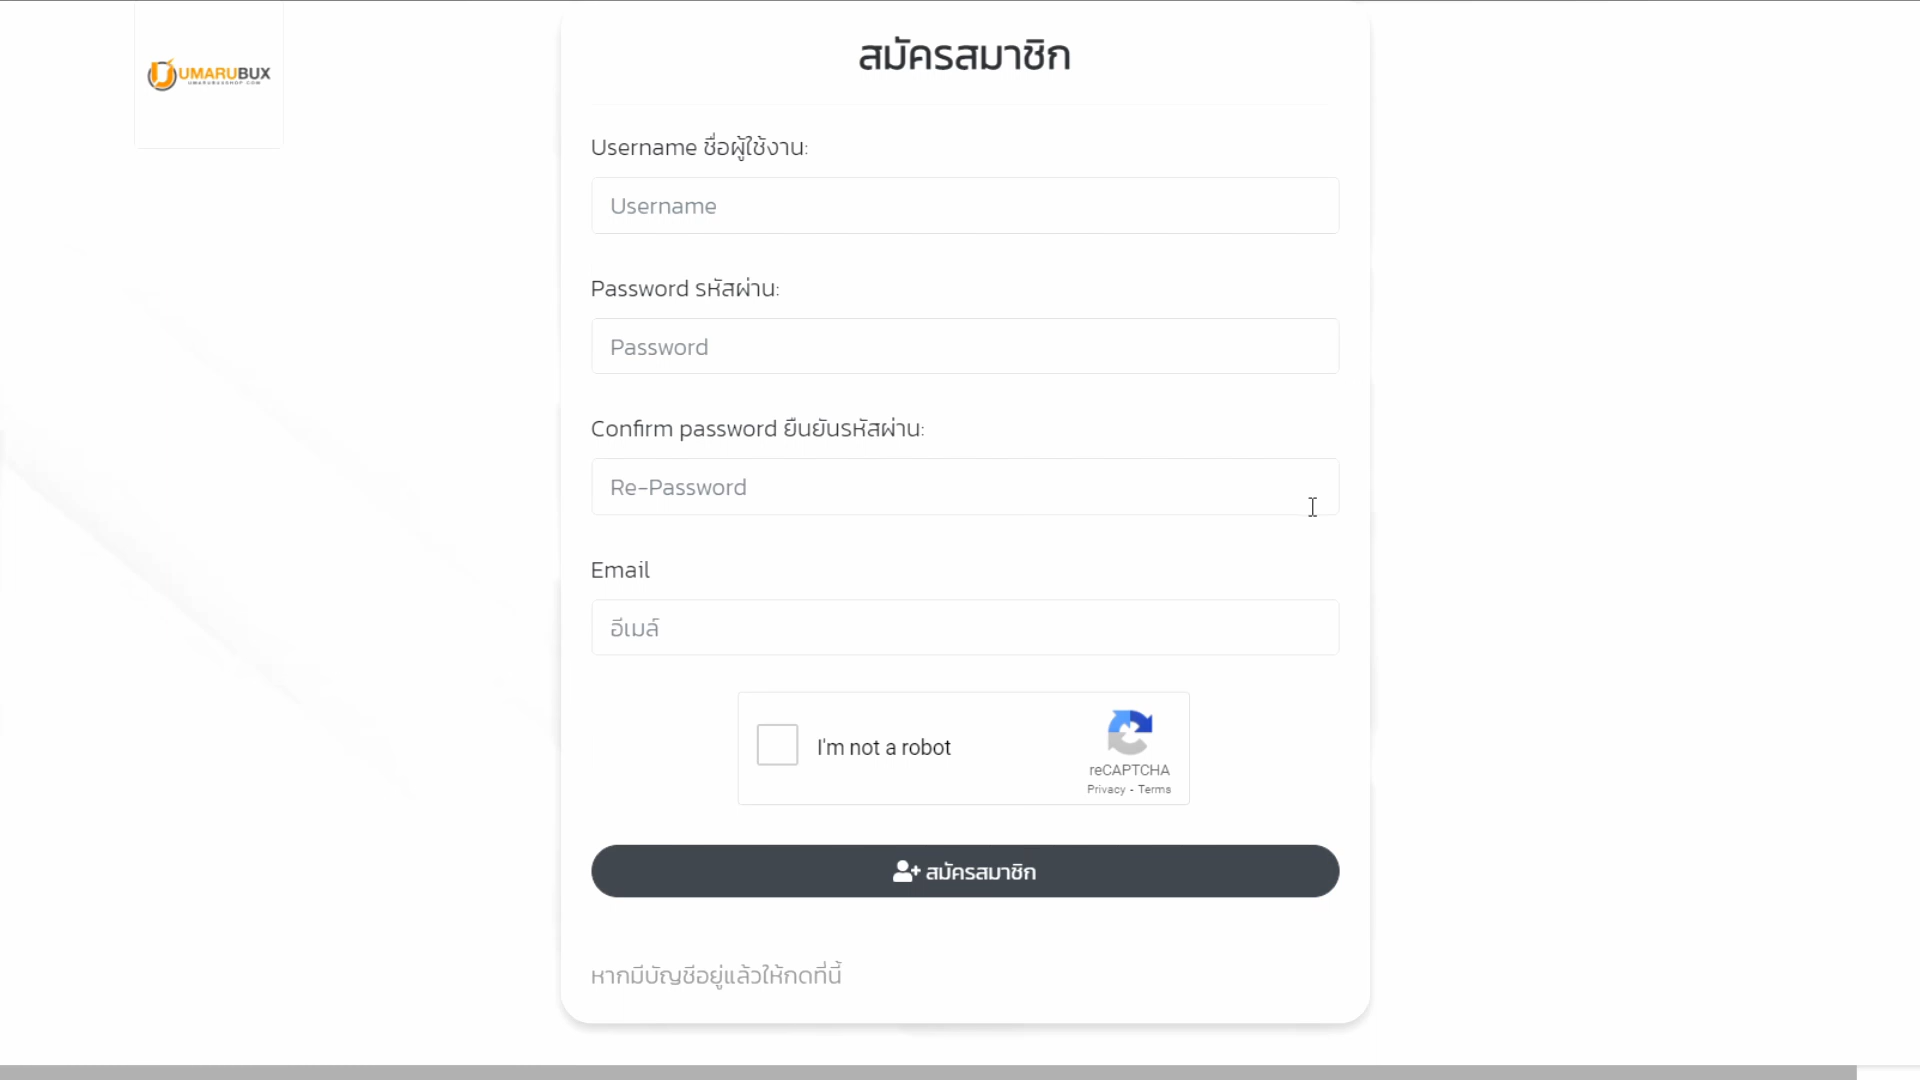 สมัครสมาชิก
UMARUBUX
UMARUBUXSHOP.COM
Username ชื่อผู้ใช้งาน:
Username
Password รหัสผ่าน:
Password
Confirm password ยืนยันรหัสผ่าน:
Re-Password
Email
อีเมล์
I'm not a robot
reCAPTCHA
Privacy - Terms
สมัครสมาชิก
หากมีบัญชีอยู่แล้วให้กดที่นี้